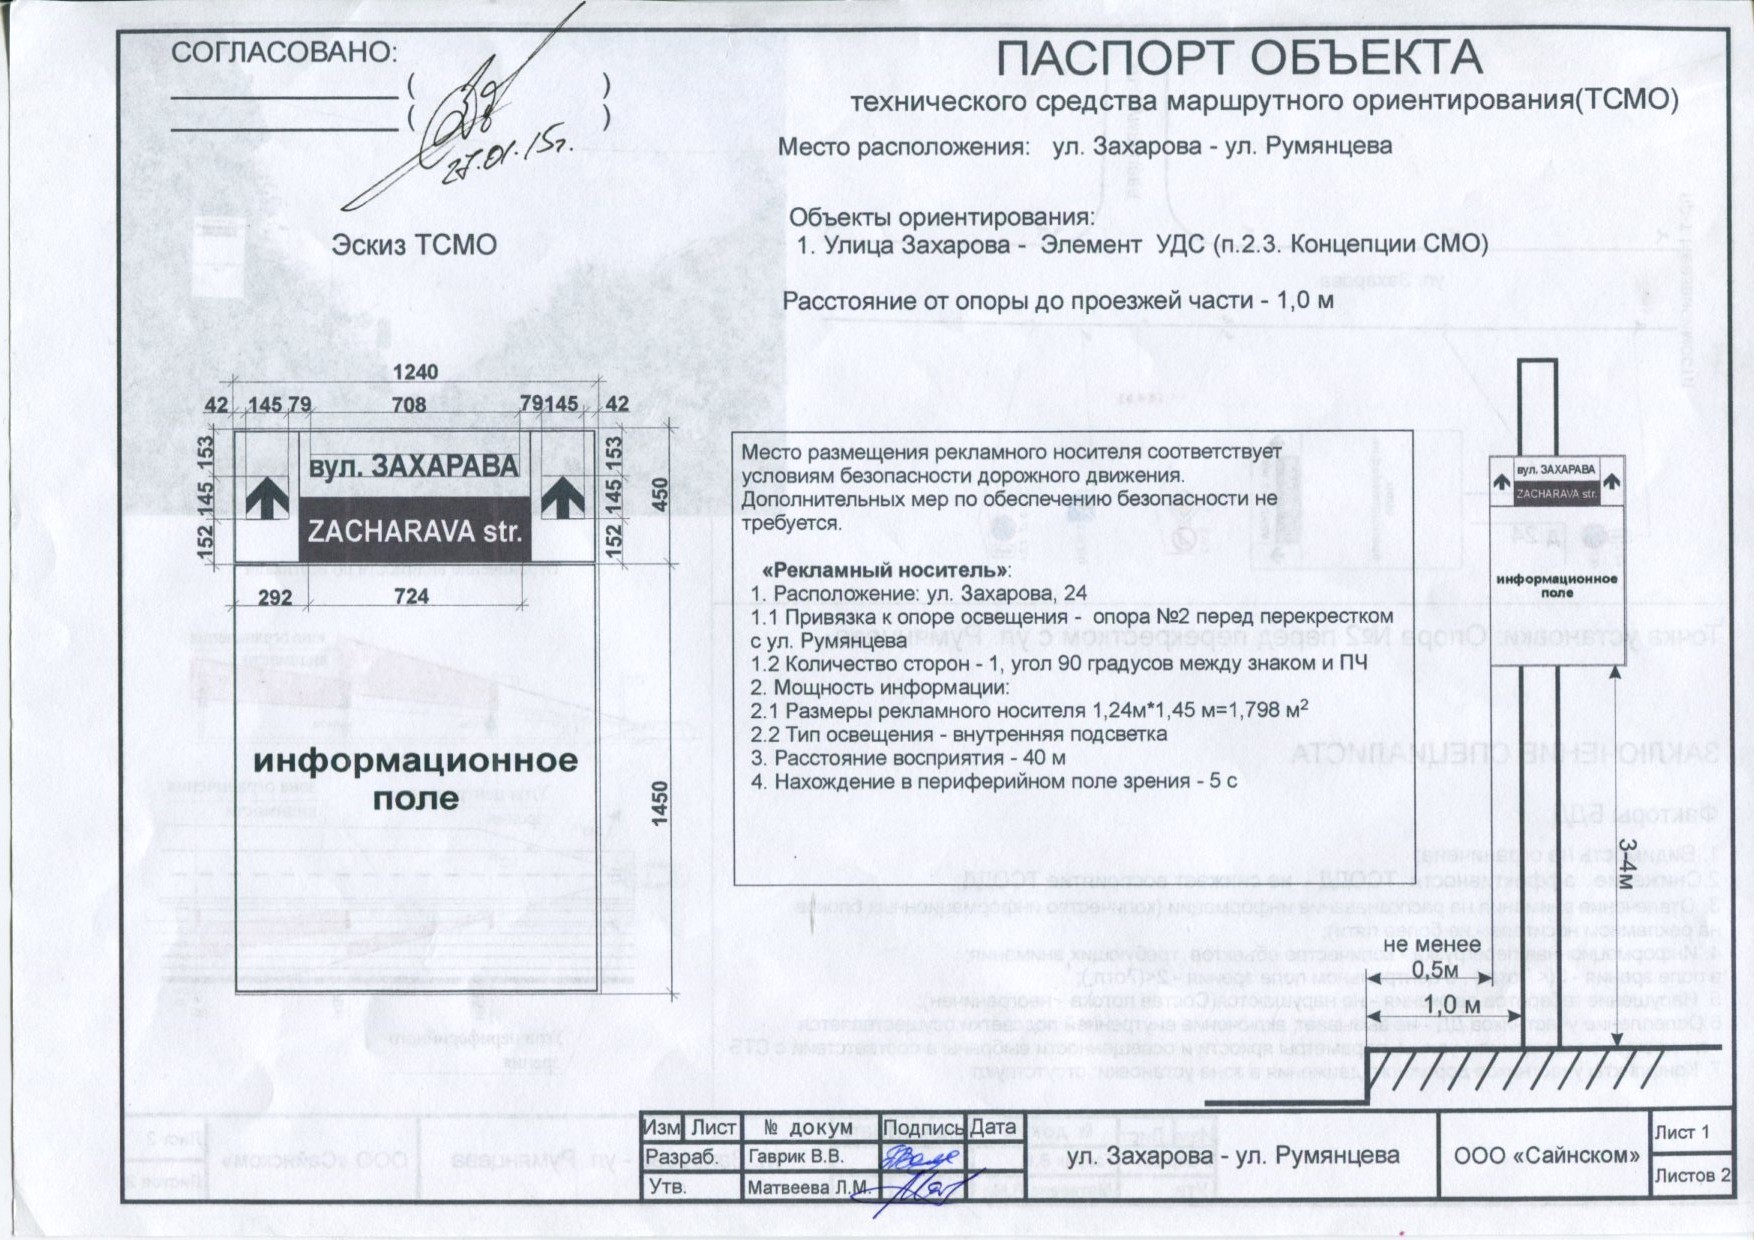 СОГЛАСОВАНО:
( )
( )
27.01.15г.
Эскиз ТСМО
ПАСПОРТ ОБЪЕКТА
технического средства маршрутного ориентирования(ТСМО)
Место расположения: ул. Захарова - ул. Румянцева
Объекты ориентирования:
1. Улица Захарова - Элемент УДС (п.2.3. Концепции СМО)
Расстояние от опоры до проезжей части - 1,0 м
1240
42 145 79 708 79 145 42
153 145 152
вул. ЗАХАРАВА
ZACHARAVA str.
153 145 152
450
292 724
информационное
поле
1450
Место размещения рекламного носителя соответствует
условиям безопасности дорожного движения.
Дополнительных мер по обеспечению безопасности не
требуется.
«Рекламный носитель»:
1. Расположение: ул. Захарова, 24
1.1 Привязка к опоре освещения - опора №2 перед перекрестком
с ул. Румянцева
1.2 Количество сторон - 1, угол 90 градусов между знаком и ПЧ
2. Мощность информации:
2.1 Размеры рекламного носителя 1,24м*1,45 м=1,798 м²
2.2 Тип освещения - внутренняя подсветка
3. Расстояние восприятия - 40 м
4. Нахождение в периферийном поле зрения - 5 с
вул. ЗАХАРАВА
ZACHARAVA str.
информационное
поле
3-4м
не менее
0,5м
1,0 м
Изм Лист № докум Подпись Дата
Разраб. Гаврик В.В.
Утв. Матвеева Л.М.
ул. Захарова - ул. Румянцева
ООО «Сайнском»
Лист 1
Листов 2